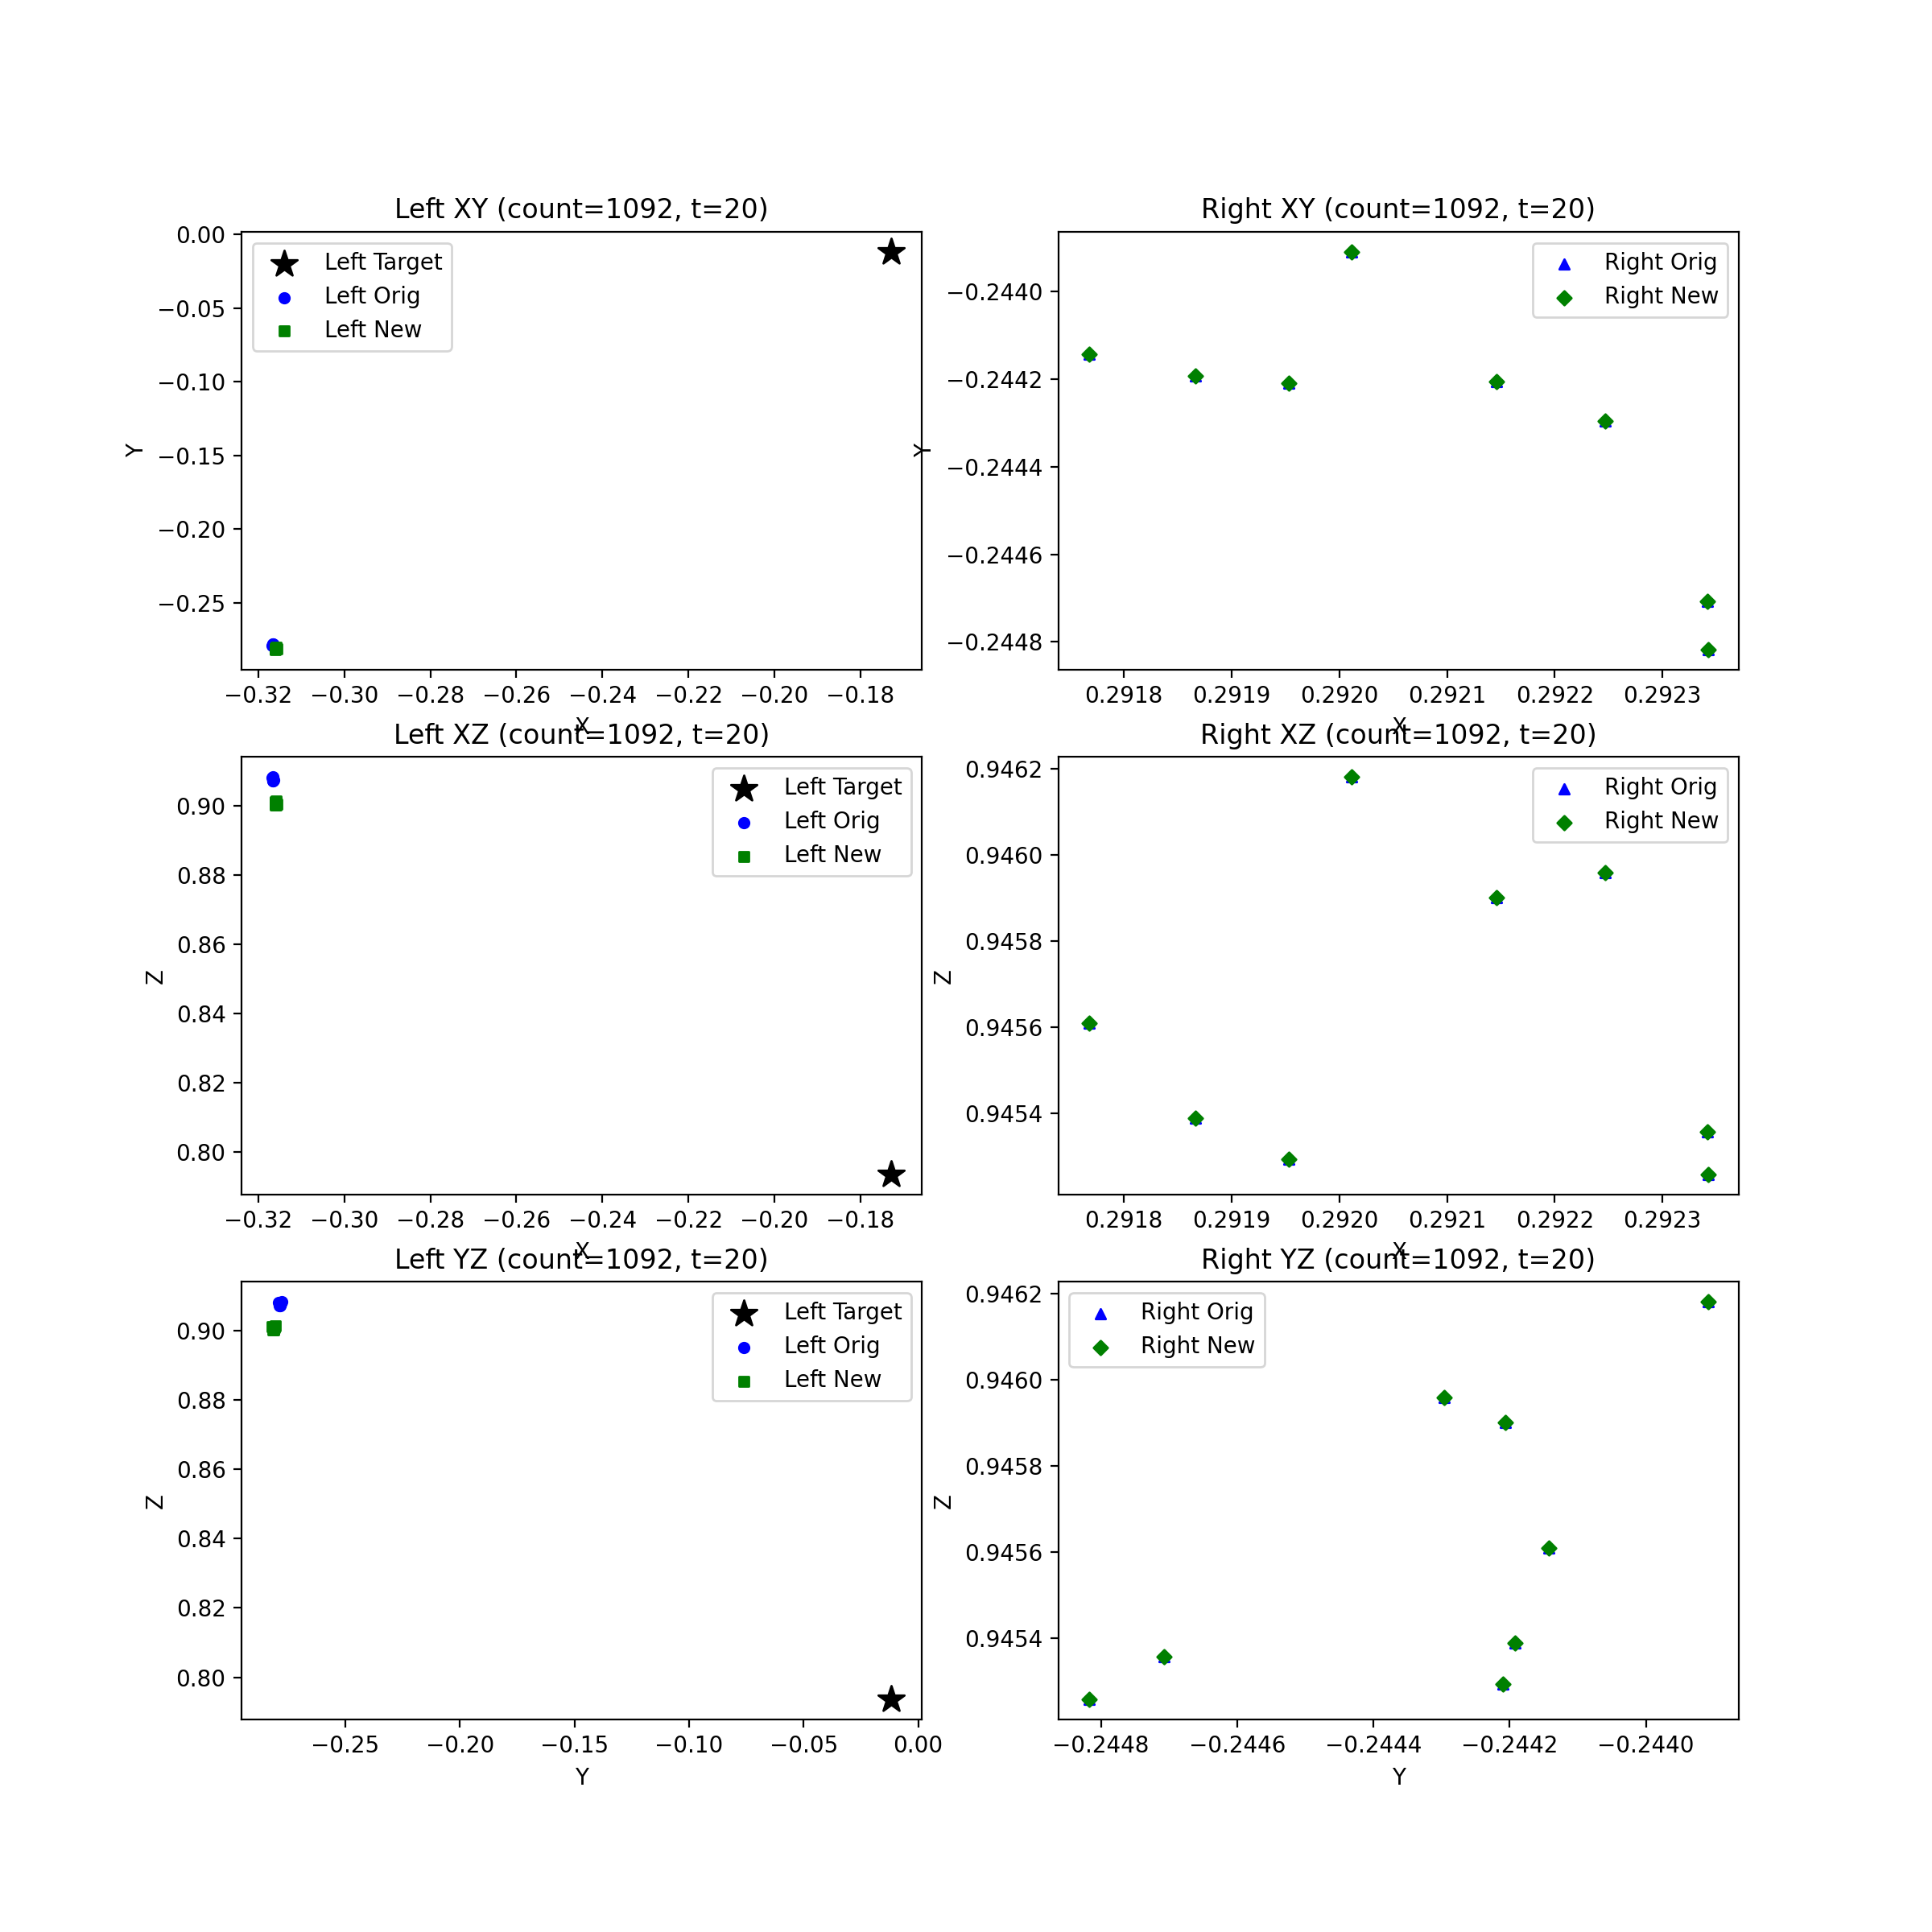 Left XY (count=1092, t=20)
0.00
−0.05
−0.10
−0.15
−0.20
−0.25
Y
Left Target
Left Orig
Left New
−0.32 −0.30 −0.28 −0.26 −0.24 −0.22 −0.20 −0.18
X
Right XY (count=1092, t=20)
−0.2440
−0.2442
−0.2444
−0.2446
−0.2448
Y
Right Orig
Right New
0.2918 0.2919 0.2920 0.2921 0.2922 0.2923
X
Left XZ (count=1092, t=20)
0.90
0.88
0.86
0.84
0.82
0.80
Z
Left Target
Left Orig
Left New
−0.32 −0.30 −0.28 −0.26 −0.24 −0.22 −0.20 −0.18
X
Right XZ (count=1092, t=20)
0.9462
0.9460
0.9458
0.9456
0.9454
Z
Right Orig
Right New
0.2918 0.2919 0.2920 0.2921 0.2922 0.2923
X
Left YZ (count=1092, t=20)
0.90
0.88
0.86
0.84
0.82
0.80
Z
Left Target
Left Orig
Left New
−0.25 −0.20 −0.15 −0.10 −0.05 0.00
Y
Right YZ (count=1092, t=20)
0.9462
0.9460
0.9458
0.9456
0.9454
Z
Right Orig
Right New
−0.2448 −0.2446 −0.2444 −0.2442 −0.2440
Y